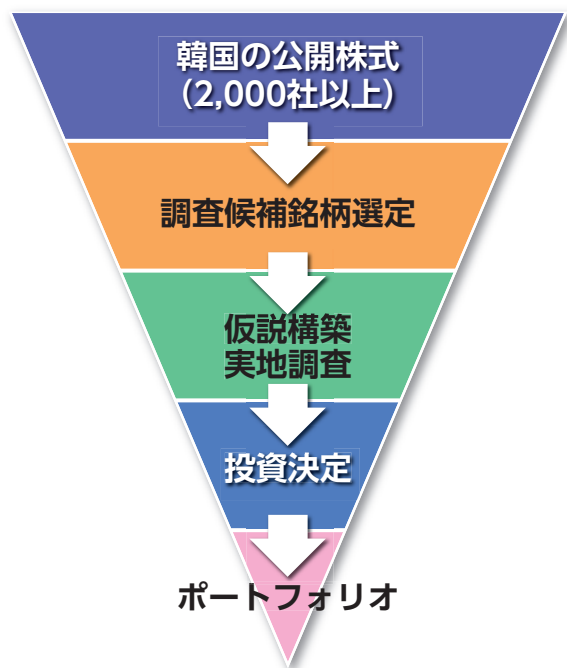 韓国の公開株式
（2,000社以上）
調査候補銘柄選定
仮説構築
実地調査
投資決定
ポートフォリオ